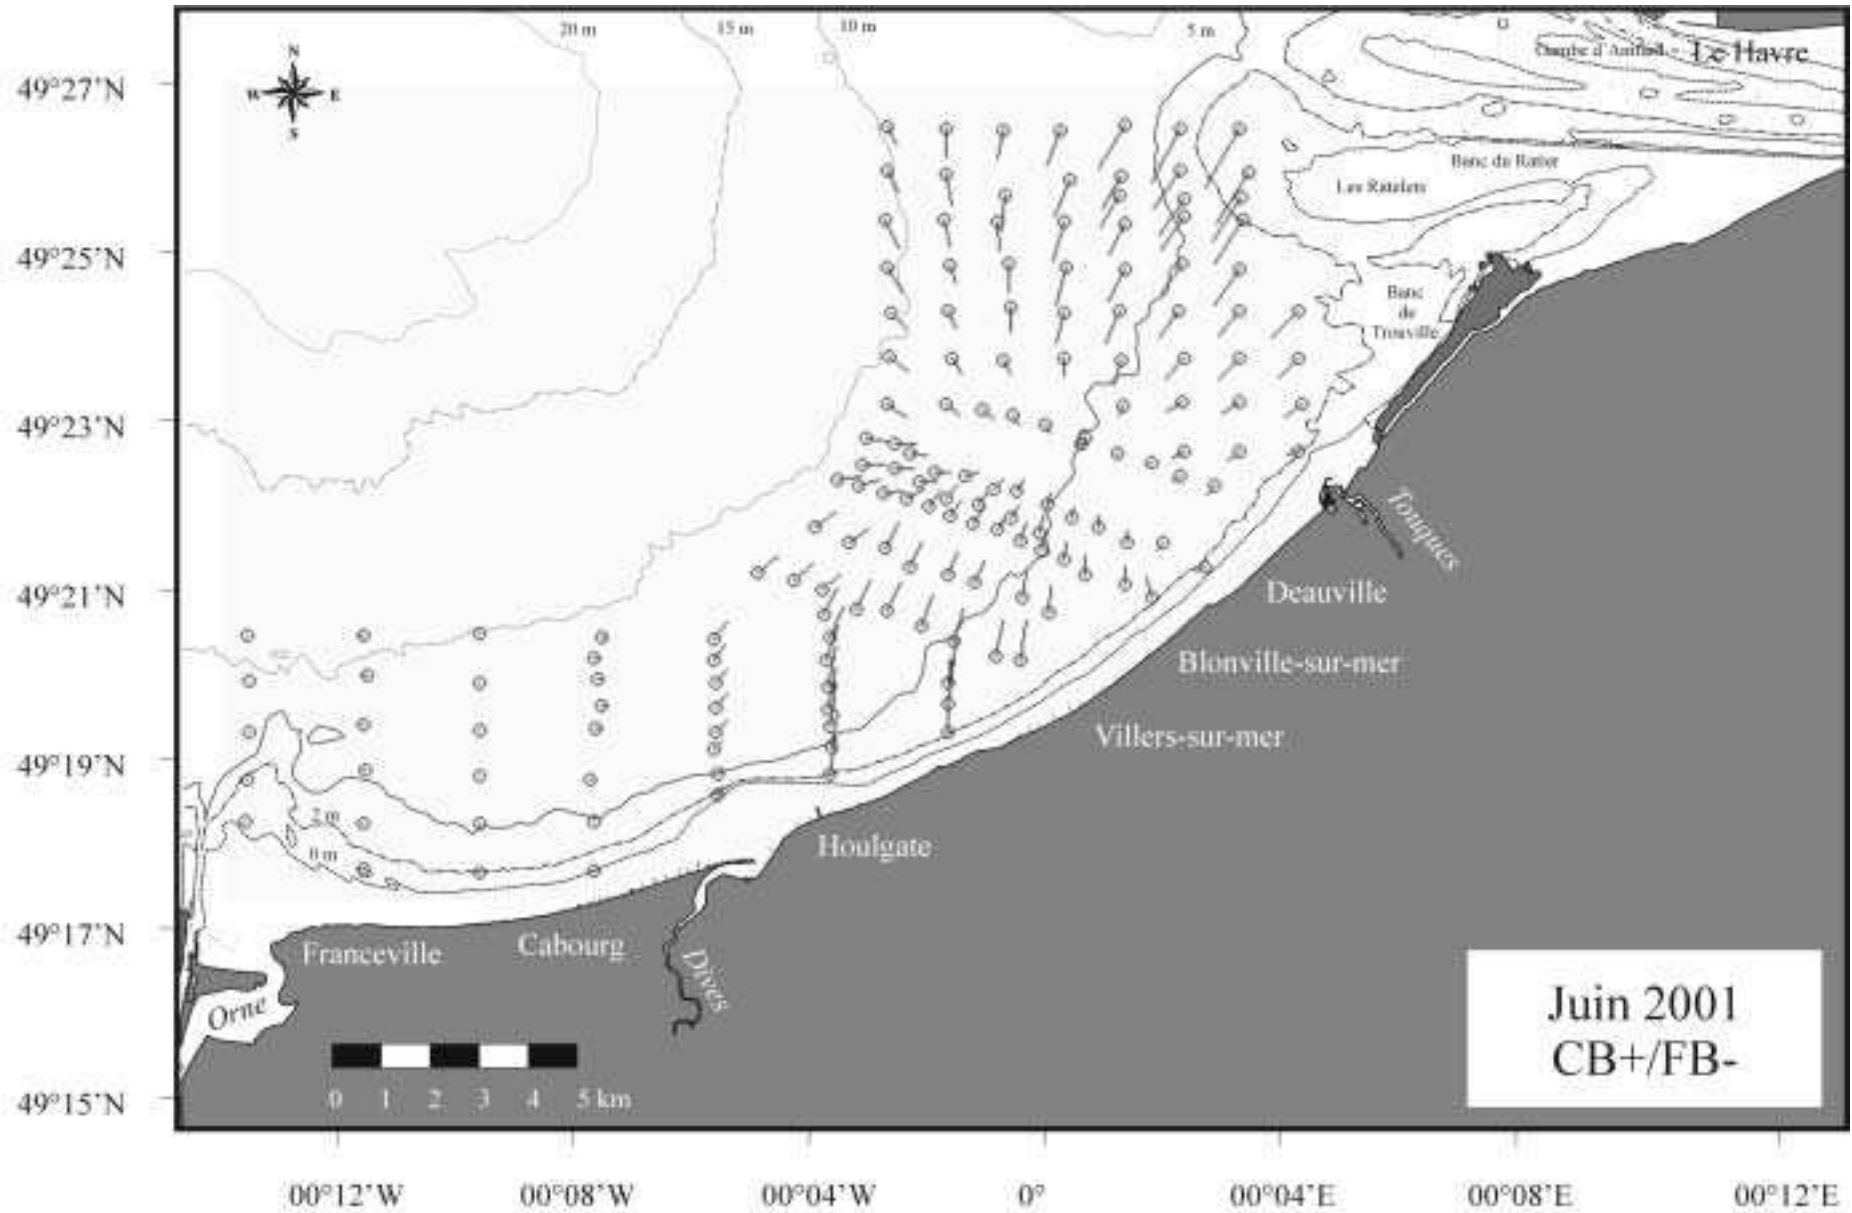 20 m
15 m
10 m
5 m
Le Havre
N
W
E
S
49°27'N
Banc du Ratier
Les Ratelets
49°25'N
Banc
de
Trouville
49°23'N
Touques
49°21'N
Deauville
Blonville-sur-mer
Villers-sur-mer
49°19'N
2 m
0 m
Houlgate
49°17'N
Franceville
Cabourg
Dives
Orne
Juin 2001
CB+/FB-
0 1 2 3 4 5 km
49°15'N
00°12'W
00°08'W
00°04'W
0°
00°04'E
00°08'E
00°12'E